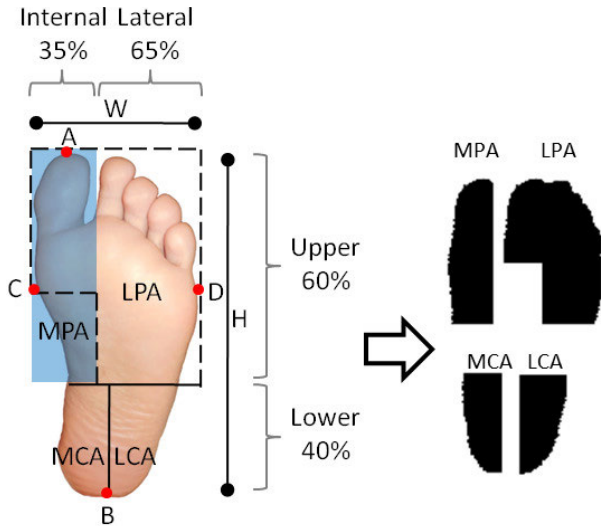 Internal Lateral
35% 65%
W
A
MPA LPA
C
LPA
D
Upper
60%
MPA
H
MCA LCA
MCA LCA
Lower
40%
B